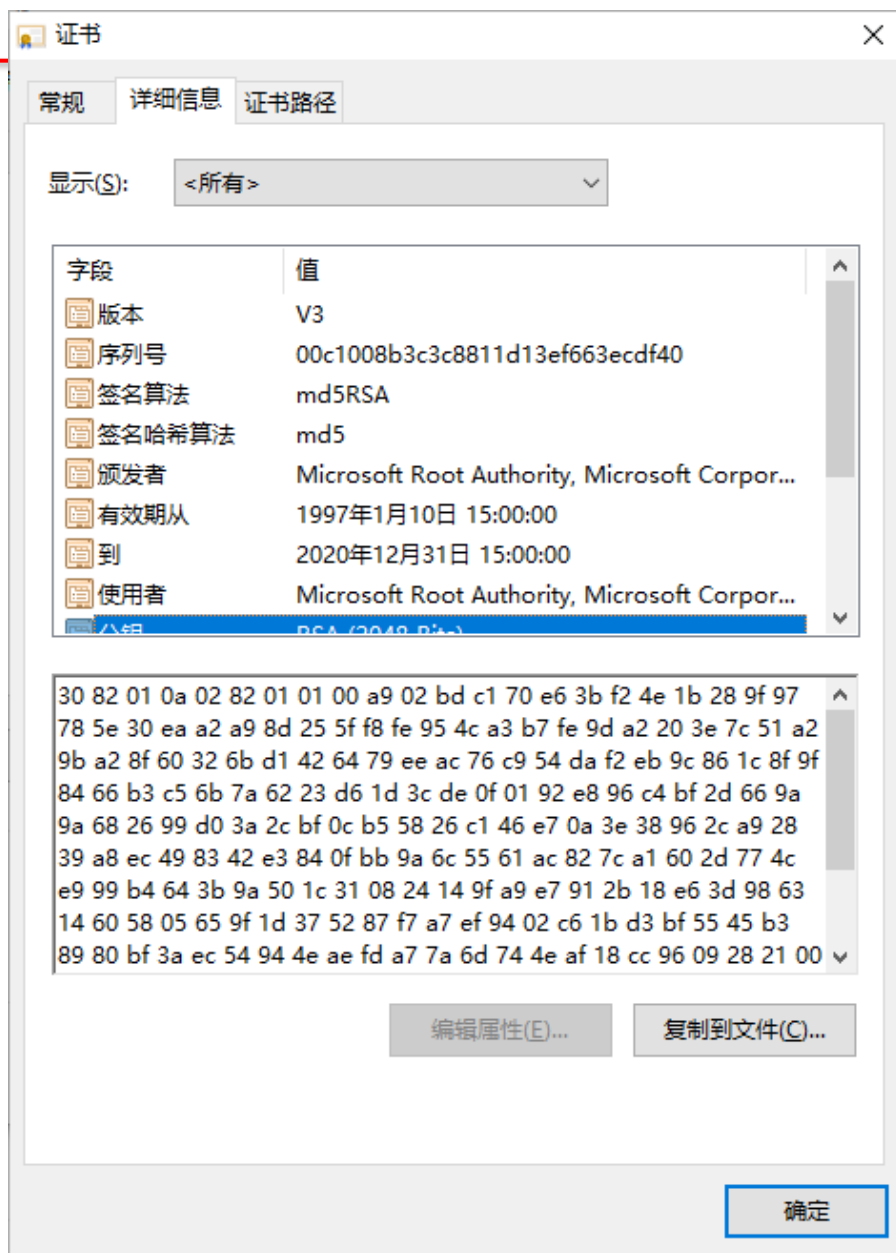 证书
常规 详细信息 证书路径
显示(S): <所有>
字段 值
版本 V3
序列号 00c1008b3c3c8811d13ef663ecdf40
签名算法 md5RSA
签名哈希算法 md5
颁发者 Microsoft Root Authority, Microsoft Corpor...
有效期从 1997年1月10日 15:00:00
到 2020年12月31日 15:00:00
使用者 Microsoft Root Authority, Microsoft Corpor...
公钥 RSA (2048 Bits)
30 82 01 0a 02 82 01 01 00 a9 02 bd c1 70 e6 3b f2 4e 1b 28 9f 97
78 5e 30 ea a2 a9 8d 25 5f f8 fe 95 4c a3 b7 fe 9d a2 20 3e 7c 51 a2
9b a2 8f 60 32 6b d1 42 64 79 ee ac 76 c9 54 da f2 eb 9c 86 1c 8f 9f
84 66 b3 c5 6b 7a 62 23 d6 1d 3c de 0f 01 92 e8 96 c4 bf 2d 66 9a
9a 68 26 99 d0 3a 2c bf 0c b5 58 26 c1 46 e7 0a 3e 38 96 2c a9 28
39 a8 ec 49 83 42 e3 84 0f bb 9a 6c 55 61 ac 82 7c a1 60 2d 77 4c
e9 99 b4 64 3b 9a 50 1c 31 08 24 14 9f a9 e7 91 2b 18 e6 3d 98 63
14 60 58 05 65 9f 1d 37 52 87 f7 a7 ef 94 02 c6 1b d3 bf 55 45 b3
89 80 bf 3a ec 54 94 4e ae fd a7 7a 6d 74 4e af 18 cc 96 09 28 21 00
编辑属性(E)... 复制到文件(C)...
确定